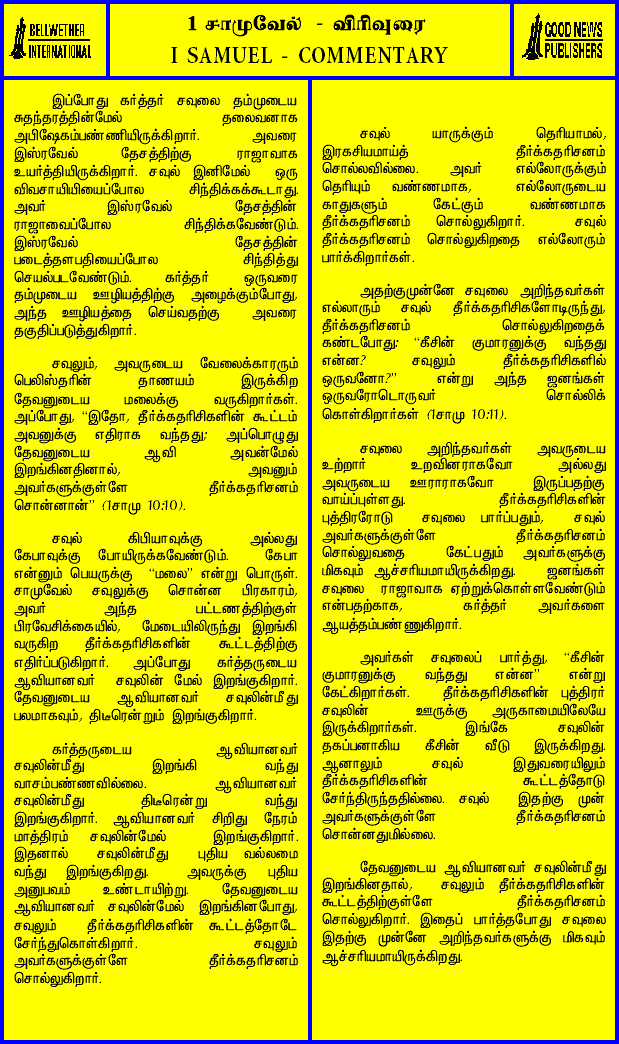 BELLWETHER
INTERNATIONAL
1 சாமுவேல் - விரிவுரை
I SAMUEL - COMMENTARY
GOOD NEWS
PUBLISHERS
இப்போது கர்த்தர் சவுலை தம்முடைய
சுதந்தரத்தின்மேல் தலைவனாக
அபிஷேகம்பண்ணியிருக்கிறார். அவரை
இஸ்ரவேல் தேசத்திற்கு ராஜாவாக
உயர்த்தியிருக்கிறார். சவுல் இனிமேல் ஒரு
விவசாயியையப்போல சிந்திக்கக்கூடாது.
அவர் இஸ்ரவேல் தேசத்தின்
ராஜாவைப்போல சிந்திக்கவேண்டும்.
இஸ்ரவேல் தேசத்தின்
படைத்தளபதியைப்போல சிந்தித்து
செயல்படவேண்டும். கர்த்தர் ஒருவரை
தம்முடைய ஊழியத்திற்கு அழைக்கும்போது,
அந்த ஊழியத்தை செய்வதற்கு அவரை
தகுதிப்படுத்துகிறார்.
சவுலும், அவருடைய வேலைக்காரரும்
பெலிஸ்தரின் தாணயம் இருக்கிற
தேவனுடைய மலைக்கு வருகிறார்கள்.
அப்போது, “இதோ, தீர்க்கதரிசிகளின் கூட்டம்
அவனுக்கு எதிராக வந்தது; அப்பொழுது
தேவனுடைய ஆவி அவன்மேல்
இறங்கினதினால், அவனும்
அவர்களுக்குள்ளே தீர்க்கதரிசனம்
சொன்னான்” (1சாமு 10:10).
சவுல் கிபியாவுக்கு அல்லது
கேபாவுக்கு போயிருக்கவேண்டும். கேபா
என்னும் பெயருக்கு “மலை” என்று பொருள்.
சாமுவேல் சவுலுக்கு சொன்ன பிரகாரம்,
அவர் அந்த பட்டணத்திற்குள்
பிரவேசிக்கையில், மேடையிலிருந்து இறங்கி
வருகிற தீர்க்கதரிசிகளின் கூட்டத்திற்கு
எதிர்ப்படுகிறார். அப்போது கர்த்தருடைய
ஆவியானவர் சவுலின் மேல் இறங்குகிறார்.
தேவனுடைய ஆவியானவர் சவுலின்மீது
பலமாகவும், திடீரென்றும் இறங்குகிறார்.
கர்த்தருடைய ஆவியானவர்
சவுலின்மீது இறங்கி வந்து
வாசம்பண்ணவில்லை. ஆவியானவர்
சவுலின்மீது திடீரென்று வந்து
இறங்குகிறார். ஆவியானவர் சிறிது நேரம்
மாத்திரம் சவுலின்மேல் இறங்குகிறார்.
இதனால் சவுலின்மீது புதிய வல்லமை
வந்து இறங்குகிறது. அவருக்கு புதிய
அனுபவம் உண்டாயிற்று. தேவனுடைய
ஆவியானவர் சவுலின்மேல் இறங்கினபோது,
சவுலும் தீர்க்கதரிசிகளின் கூட்டத்தோடே
சேர்ந்துகொள்கிறார். சவுலும்
அவர்களுக்குள்ளே தீர்க்கதரிசனம்
சொல்லுகிறார்.
சவுல் யாருக்கும் தெரியாமல்,
இரகசியமாய்த் தீர்க்கதரிசனம்
சொல்லவில்லை. அவர் எல்லோருக்கும்
தெரியும் வண்ணமாக, எல்லோருடைய
காதுகளும் கேட்கும் வண்ணமாக
தீர்க்கதரிசனம் சொல்லுகிறார். சவுல்
தீர்க்கதரிசனம் சொல்லுகிறதை எல்லோரும்
பார்க்கிறார்கள்.
அதற்குமுன்னே சவுலை அறிந்தவர்கள்
எல்லாரும் சவுல் தீர்க்கதரிசிகளோடிருந்து,
தீர்க்கதரிசனம் சொல்லுகிறதைக்
கண்டபோது: “கீசின் குமாரனுக்கு வந்தது
என்ன? சவுலும் தீர்க்கதரிசிகளில்
ஒருவனோ?” என்று அந்த ஜனங்கள்
ஒருவரோடொருவர் சொல்லிக்
கொள்கிறார்கள் (1சாமு 10:11).
சவுலை அறிந்தவர்கள் அவருடைய
உற்றார் உறவினராகவோ அல்லது
அவருடைய ஊராராகவோ இருப்பதற்கு
வாய்ப்புள்ளது. தீர்க்கதரிசிகளின்
புத்திரரோடு சவுலை பார்ப்பதும், சவுல்
அவர்களுக்குள்ளே தீர்க்கதரிசனம்
சொல்லுவதை கேட்பதும் அவர்களுக்கு
மிகவும் ஆச்சரியமாயிருக்கிறது. ஜனங்கள்
சவுலை ராஜாவாக ஏற்றுக்கொள்ளவேண்டும்
என்பதற்காக, கர்த்தர் அவர்களை
ஆயத்தம்பண்ணுகிறார்.
அவர்கள் சவுலைப் பார்த்து, “கீசின்
குமாரனுக்கு வந்தது என்ன” என்று
கேட்கிறார்கள். தீர்க்கதரிசிகளின் புத்திரர்
சவுலின் ஊருக்கு அருகாமையிலேயே
இருக்கிறார்கள். இங்கே சவுலின்
தகப்பனாகிய கீசின் வீடு இருக்கிறது.
ஆனாலும் சவுல் இதுவரையிலும்
தீர்க்கதரிசிகளின் கூட்டத்தோடு
சேர்ந்திருந்ததில்லை. சவுல் இதற்கு முன்
அவர்களுக்குள்ளே தீர்க்கதரிசனம்
சொன்னதுமில்லை.
தேவனுடைய ஆவியானவர் சவுலின்மீது
இறங்கினதால், சவுலும் தீர்க்கதரிசிகளின்
கூட்டத்திற்குள்ளே தீர்க்கதரிசனம்
சொல்லுகிறார். இதைப் பார்த்தபோது சவுலை
இதற்கு முன்னே அறிந்தவர்களுக்கு மிகவும்
ஆச்சரியமாயிருக்கிறது.